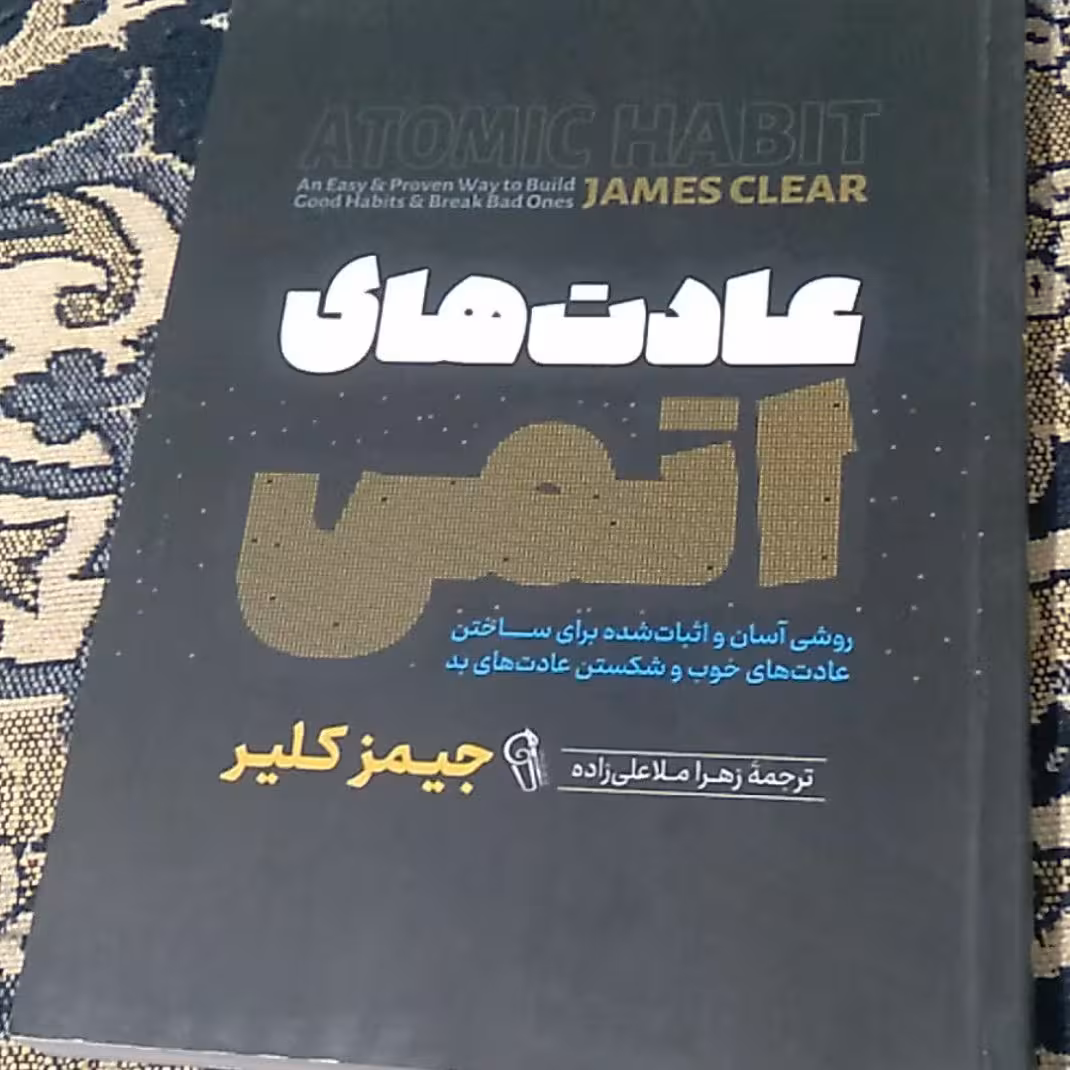 ATOMIC HABIT
An Easy & Proven Way to Build
Good Habits & Break Bad Ones
JAMES CLEAR
عادت‌های
اتمی
روشی آسان و اثبات‌شده برای ساختن
عادت‌های خوب و شکستن عادت‌های بد
جیمز کلیر
ترجمهٔ زهرا ملاعلی‌زاده